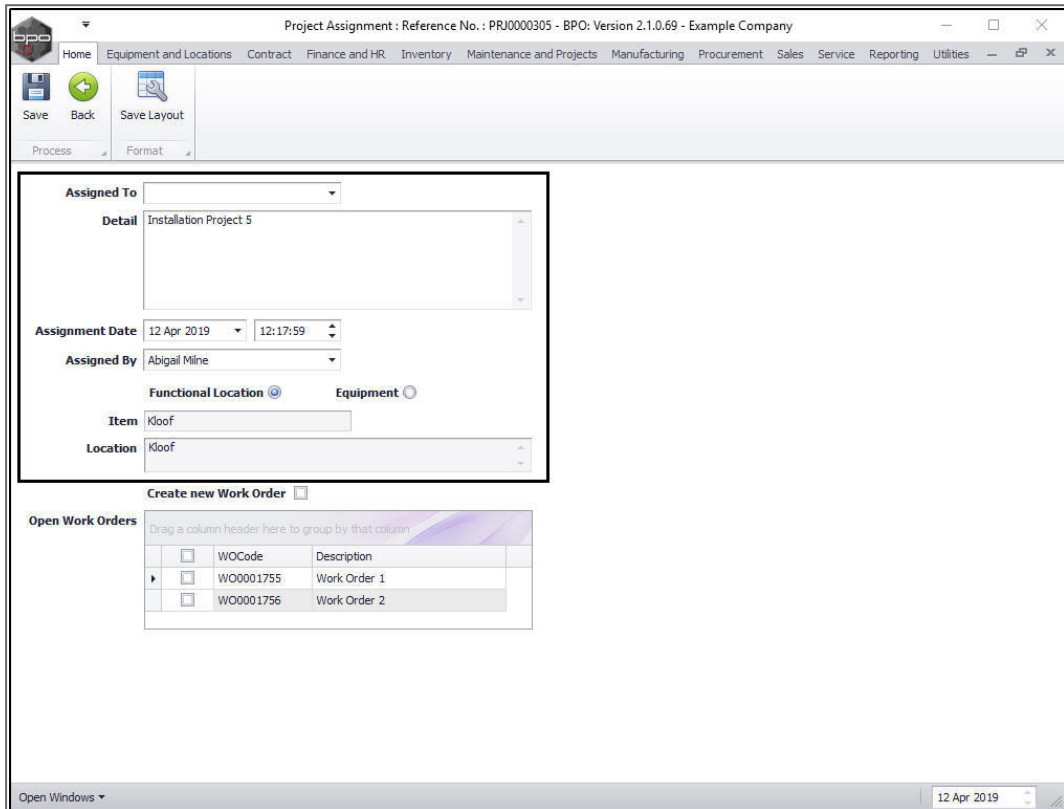 Project Assignment : Reference No. : PRJ0000305 - BPO: Version 2.1.0.69 - Example Company
bpo
Home Equipment and Locations Contract Finance and HR Inventory Maintenance and Projects Manufacturing Procurement Sales Service Reporting Utilities
Save Back Save Layout
Process Format
Assigned To
Detail Installation Project 5
Assignment Date 12 Apr 2019 12:17:59
Assigned By Abigail Milne
Functional Location Equipment
Item Kloof
Location Kloof
Create new Work Order
Open Work Orders
Drag a column header here to group by that column
WOCode Description
WO0001755 Work Order 1
WO0001756 Work Order 2
Open Windows 12 Apr 2019